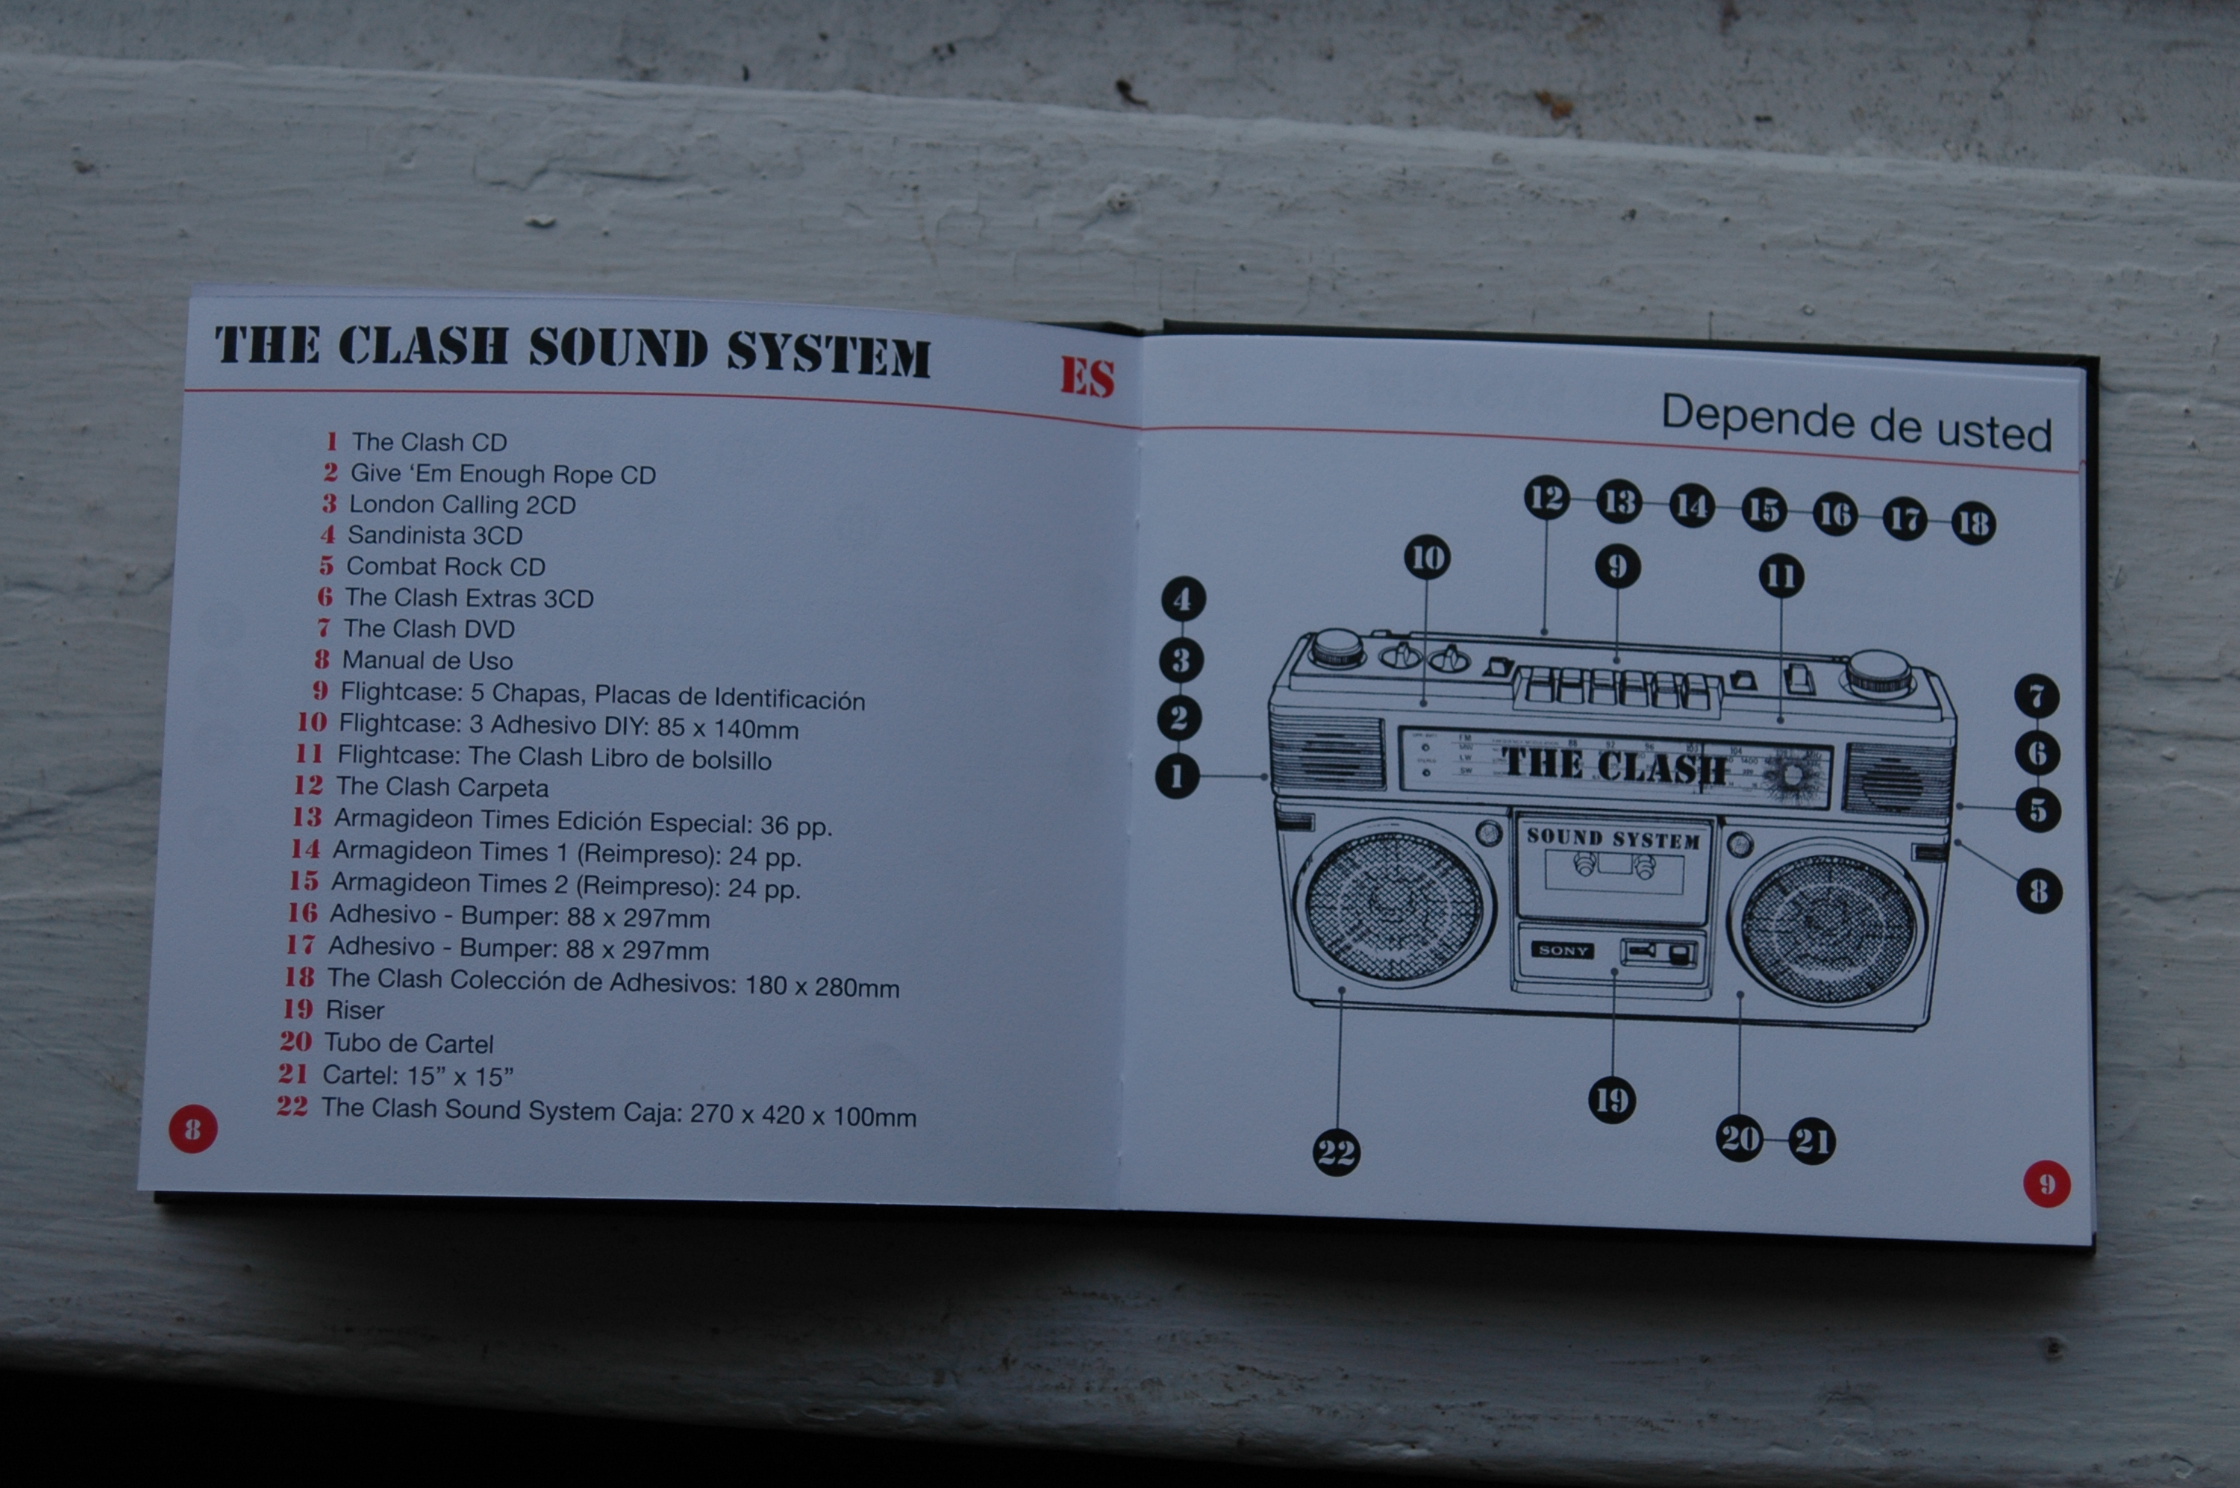 THE CLASH SOUND SYSTEM
ES
1 The Clash CD
2 Give ‘Em Enough Rope CD
3 London Calling 2CD
4 Sandinista 3CD
5 Combat Rock CD
6 The Clash Extras 3CD
7 The Clash DVD
8 Manual de Uso
9 Flightcase: 5 Chapas, Placas de Identificación
10 Flightcase: 3 Adhesivo DIY: 85 x 140mm
11 Flightcase: The Clash Libro de bolsillo
12 The Clash Carpeta
13 Armagideon Times Edición Especial: 36 pp.
14 Armagideon Times 1 (Reimpreso): 24 pp.
15 Armagideon Times 2 (Reimpreso): 24 pp.
16 Adhesivo - Bumper: 88 x 297mm
17 Adhesivo - Bumper: 88 x 297mm
18 The Clash Colección de Adhesivos: 180 x 280mm
19 Riser
20 Tubo de Cartel
21 Cartel: 15” x 15”
22 The Clash Sound System Caja: 270 x 420 x 100mm
8
Depende de usted
12 13 14 15 16 17 18
10 9 11
4
3
2
1
7
6
5
8
FM
MW
LW
SW
88 92 96 104
THE CLASH
SOUND SYSTEM
SONY
19
20 21
22
9